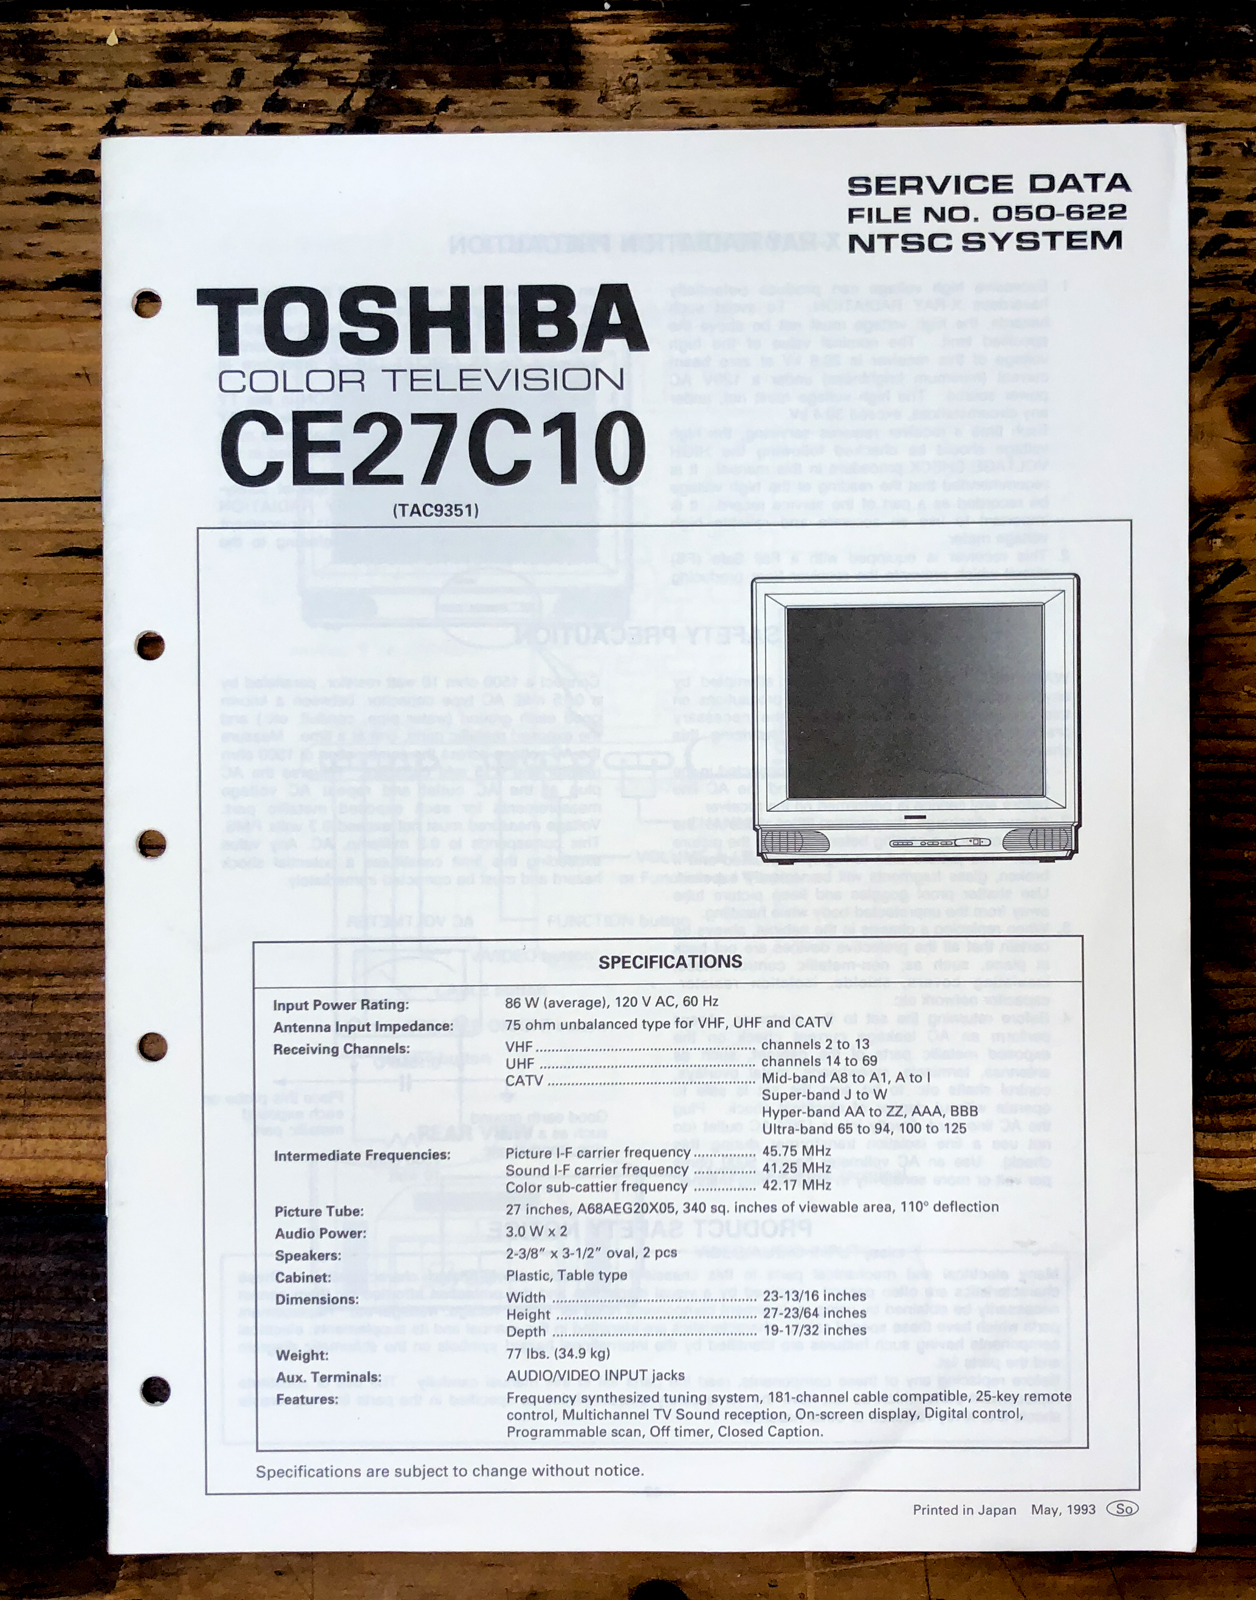 SERVICE DATA
FILE NO. 050-622
NTSC SYSTEM
TOSHIBA
COLOR TELEVISION
CE27C10
(TAC9351)
SPECIFICATIONS
Input Power Rating: 86 W (average), 120 V AC, 60 Hz
Antenna Input Impedance: 75 ohm unbalanced type for VHF, UHF and CATV
Receiving Channels: VHF ........ channels 2 to 13
UHF ........ channels 14 to 69
CATV ........ Mid-band A8 to A1, A to I
Super-band J to W
Hyper-band AA to ZZ, AAA, BBB
Ultra-band 65 to 94, 100 to 125
Intermediate Frequencies: Picture I-F carrier frequency ........ 45.75 MHz
Sound I-F carrier frequency ........ 41.25 MHz
Color sub-cattier frequency ........ 42.17 MHz
Picture Tube: 27 inches, A68AEG20X05, 340 sq. inches of viewable area, 110° deflection
Audio Power: 3.0 W x 2
Speakers: 2-3/8" x 3-1/2" oval, 2 pcs
Cabinet: Plastic, Table type
Dimensions: Width ........ 23-13/16 inches
Height ........ 27-23/64 inches
Depth ........ 19-17/32 inches
Weight: 77 lbs. (34.9 kg)
Aux. Terminals: AUDIO/VIDEO INPUT jacks
Features: Frequency synthesized tuning system, 181-channel cable compatible, 25-key remote
control, Multichannel TV Sound reception, On-screen display, Digital control,
Programmable scan, Off timer, Closed Caption.
Specifications are subject to change without notice.
Printed in Japan May, 1993 So